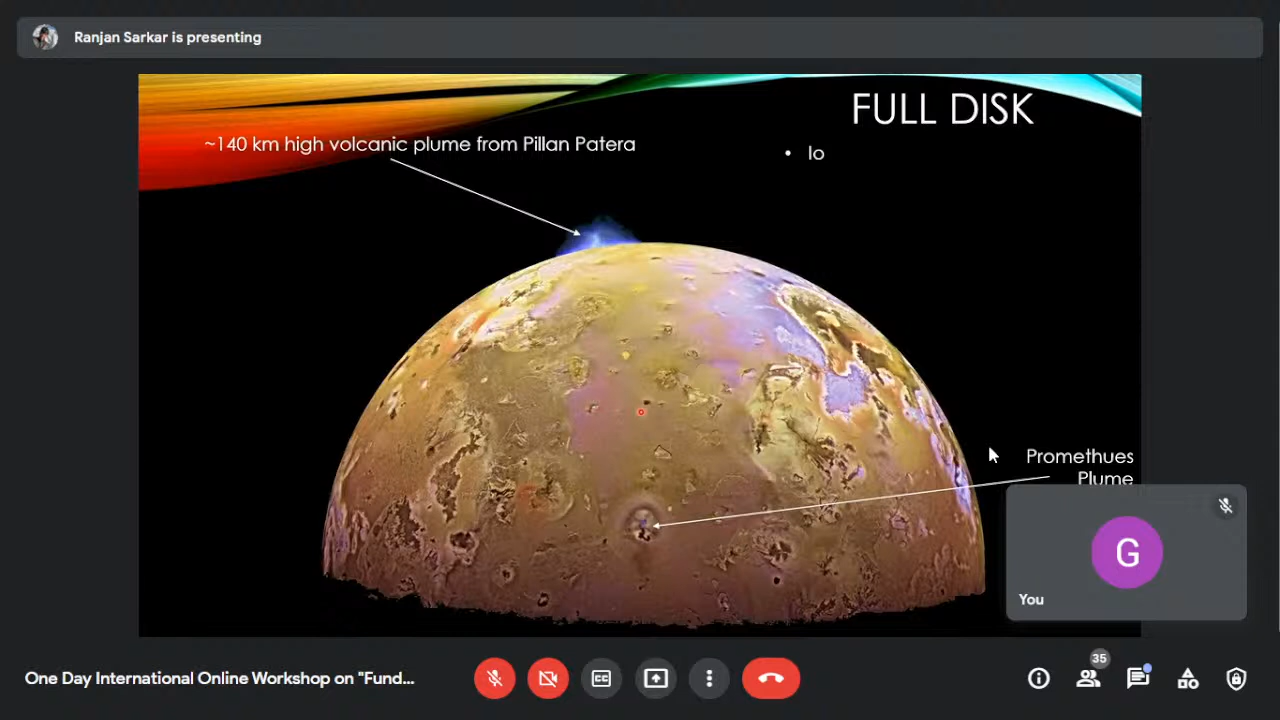 Ranjan Sarkar is presenting
FULL DISK
~140 km high volcanic plume from Pillan Patera
• Io
Promethues
Plume
G
You
One Day International Online Workshop on "Fund...
CC
35